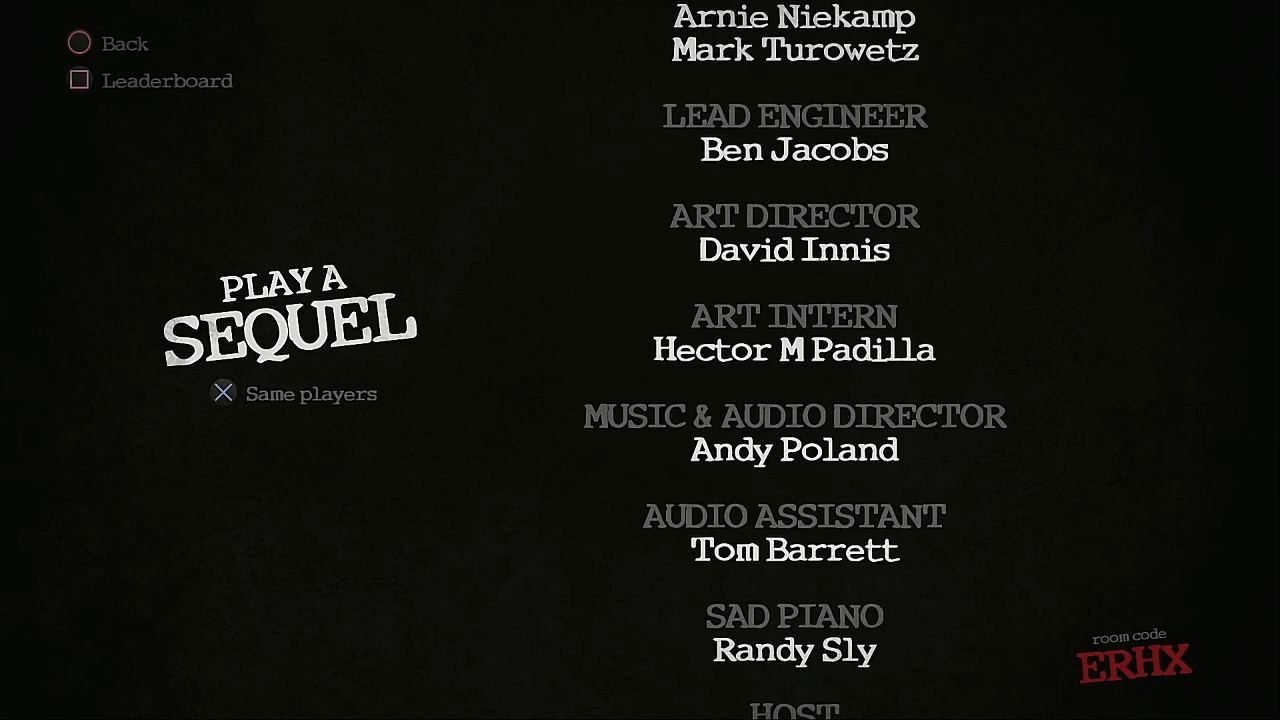 Back
Leaderboard
PLAY A
SEQUEL
Same players
Arnie Niekamp
Mark Turowetz
LEAD ENGINEER
Ben Jacobs
ART DIRECTOR
David Innis
ART INTERN
Hector M Padilla
MUSIC & AUDIO DIRECTOR
Andy Poland
AUDIO ASSISTANT
Tom Barrett
SAD PIANO
Randy Sly
HOST
room code
ERHX